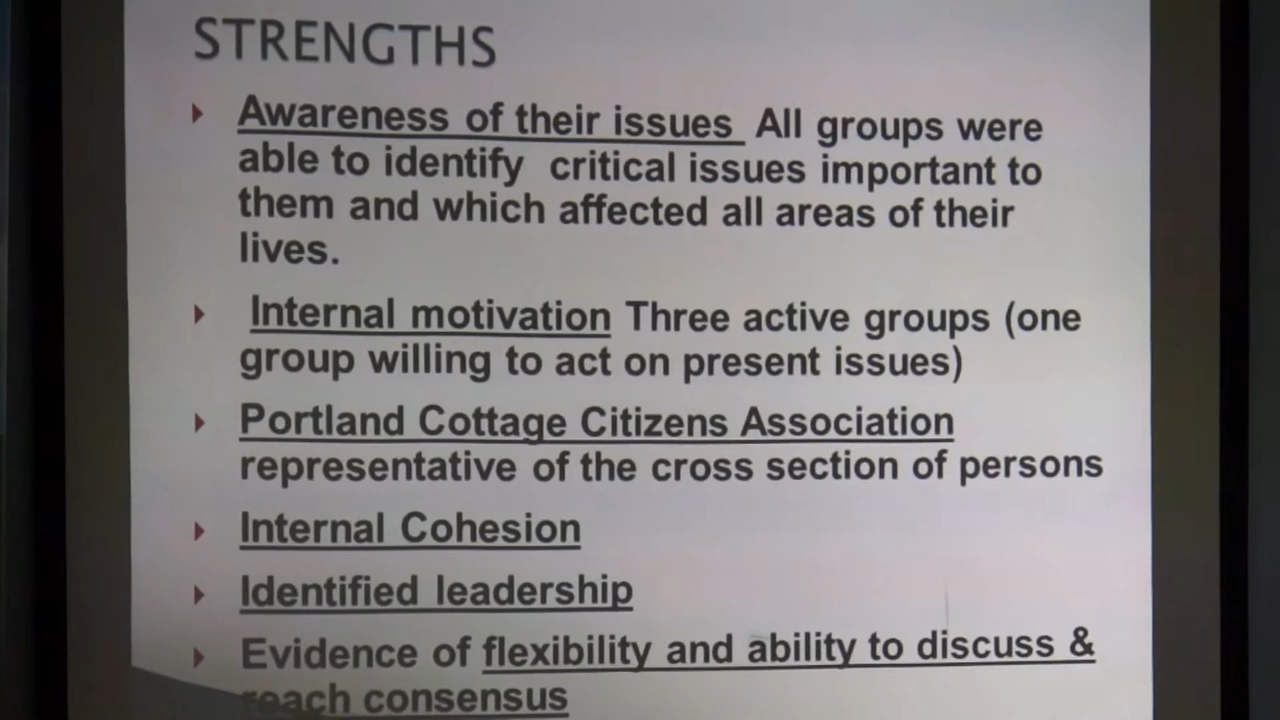 STRENGTHS
Awareness of their issues All groups were
able to identify critical issues important to
them and which affected all areas of their
lives.
Internal motivation Three active groups (one
group willing to act on present issues)
Portland Cottage Citizens Association
representative of the cross section of persons
Internal Cohesion
Identified leadership
Evidence of flexibility and ability to discuss &
reach consensus